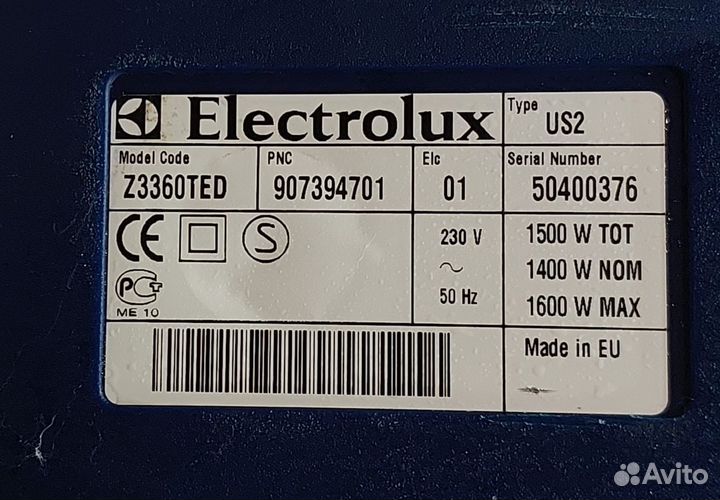 Electrolux
Type
US2
Model Code
Z3360TED
PNC
907394701
Elc
01
Serial Number
50400376
S
230 V
~
50 Hz
1500 W TOT
1400 W NOM
1600 W MAX
CE
РСТ
ME 10
Made in EU
Avito